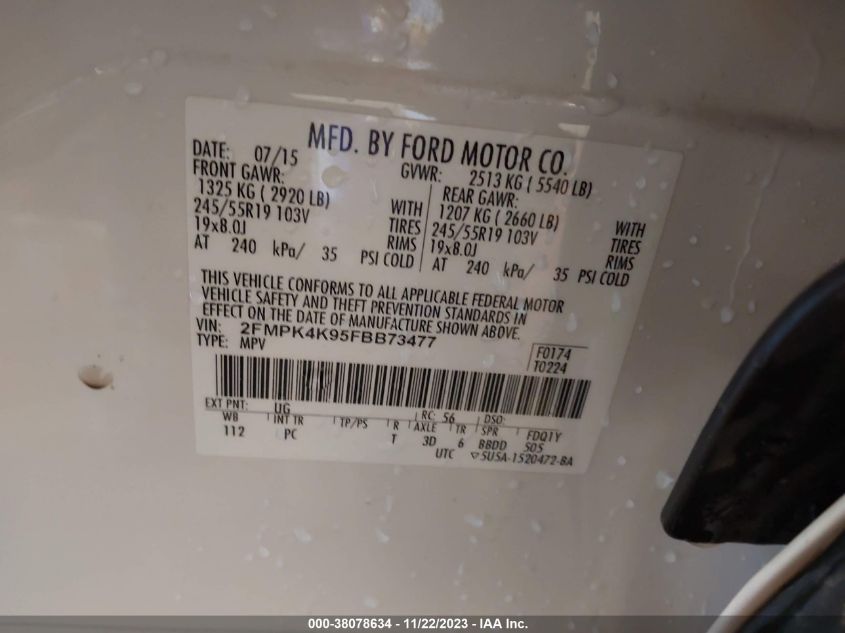 MFD. BY FORD MOTOR CO.
DATE: 07/15 GVWR: 2513 KG ( 5540 LB)
FRONT GAWR: REAR GAWR:
1325 KG ( 2920 LB) WITH 1207 KG ( 2660 LB) WITH
245/55R19 103V TIRES 245/55R19 103V TIRES
19x8.0J RIMS 19x8.0J RIMS
AT 240 kPa/ 35 PSI COLD AT 240 kPa/ 35 PSI COLD
THIS VEHICLE CONFORMS TO ALL APPLICABLE FEDERAL MOTOR
VEHICLE SAFETY AND THEFT PREVENTION STANDARDS IN
EFFECT ON THE DATE OF MANUFACTURE SHOWN ABOVE.
VIN: 2FMPK4K95FBB73477
TYPE: MPV
F0174
T0224
EXT PNT: UG RC: 56 DSO:
WB INT TR TP/PS R AXLE TR SPR FDQ1Y
112 PC T 3D 6 BBDD SOS
UTC ▽5U5A-1520472-BA
000-38078634 - 11/22/2023 - IAA Inc.